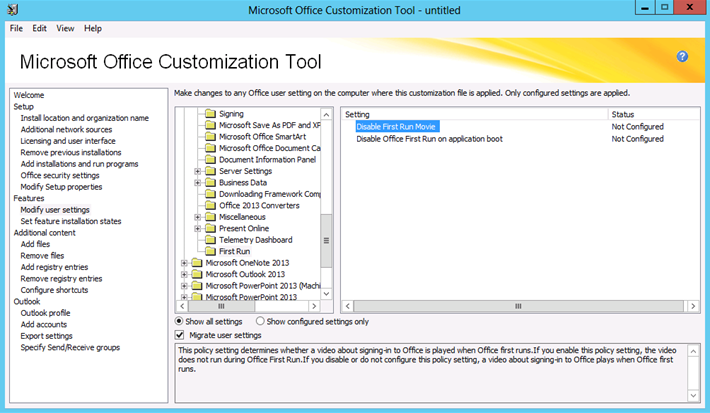 Microsoft Office Customization Tool - untitled
File Edit View Help
Microsoft Office Customization Tool
?
Make changes to any Office user setting on the computer where this customization file is applied. Only configured settings are applied.
Welcome
Setup
Install location and organization name
Additional network sources
Licensing and user interface
Remove previous installations
Add installations and run programs
Office security settings
Modify Setup properties
Features
Modify user settings
Set feature installation states
Additional content
Add files
Remove files
Add registry entries
Remove registry entries
Configure shortcuts
Outlook
Outlook profile
Add accounts
Export settings
Specify Send/Receive groups
Signing
Microsoft Save As PDF and XP
Microsoft Office SmartArt
Microsoft Office Document Ca
Document Information Panel
Server Settings
Business Data
Downloading Framework Comp
Office 2013 Converters
Miscellaneous
Present Online
Telemetry Dashboard
First Run
Microsoft OneNote 2013
Microsoft Outlook 2013
Microsoft PowerPoint 2013 (Machi
Microsoft PowerPoint 2013
Setting Status
Disable First Run Movie Not Configured
Disable Office First Run on application boot Not Configured
Show all settings Show configured settings only
Migrate user settings
This policy setting determines whether a video about signing-in to Office is played when Office first runs.If you enable this policy setting, the video
does not run during Office First Run.If you disable or do not configure this policy setting, a video about signing-in to Office plays when Office first
runs.